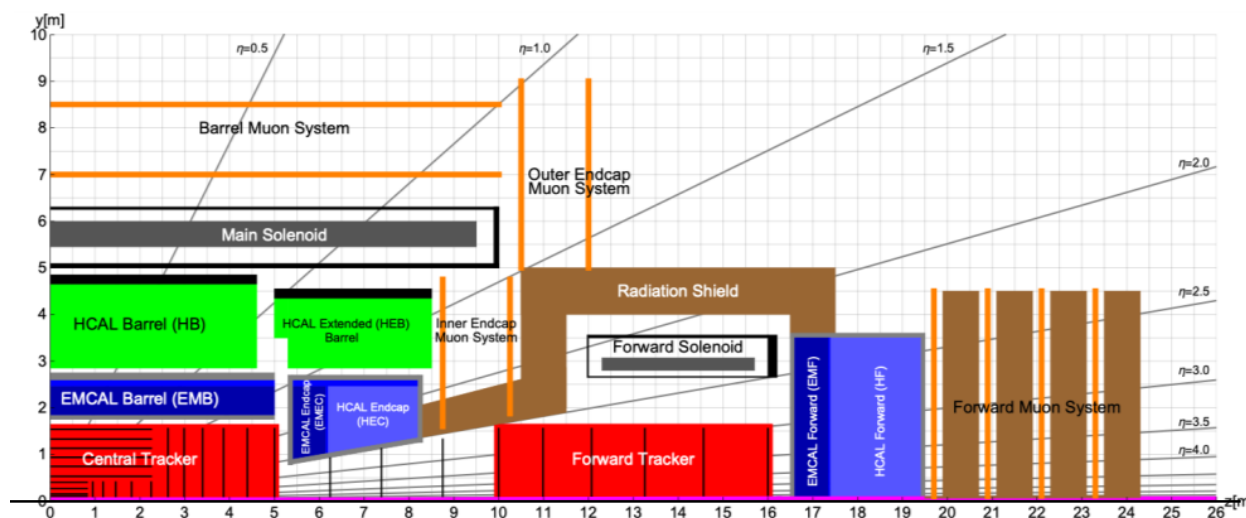 y[m]
10
η=0.5
η=1.0
η=1.5
9
Barrel Muon System
8
7
Outer Endcap
Muon System
η=2.0
6
Main Solenoid
5
Radiation Shield
η=2.5
4
HCAL Barrel (HB)
HCAL Extended (HEB)
Barrel
Inner Endcap
Muon System
Forward Solenoid
3
EMCAL Barrel (EMB)
EMCAL Endcap
(EMEC)
HCAL Endcap
(HEC)
EMCAL Forward (EMF)
HCAL Forward (HF)
η=3.0
Forward Muon System
2
η=3.5
Central Tracker
Forward Tracker
η=4.0
1
0
0 1 2 3 4 5 6 7 8 9 10 11 12 13 14 15 16 17 18 19 20 21 22 23 24 25 26